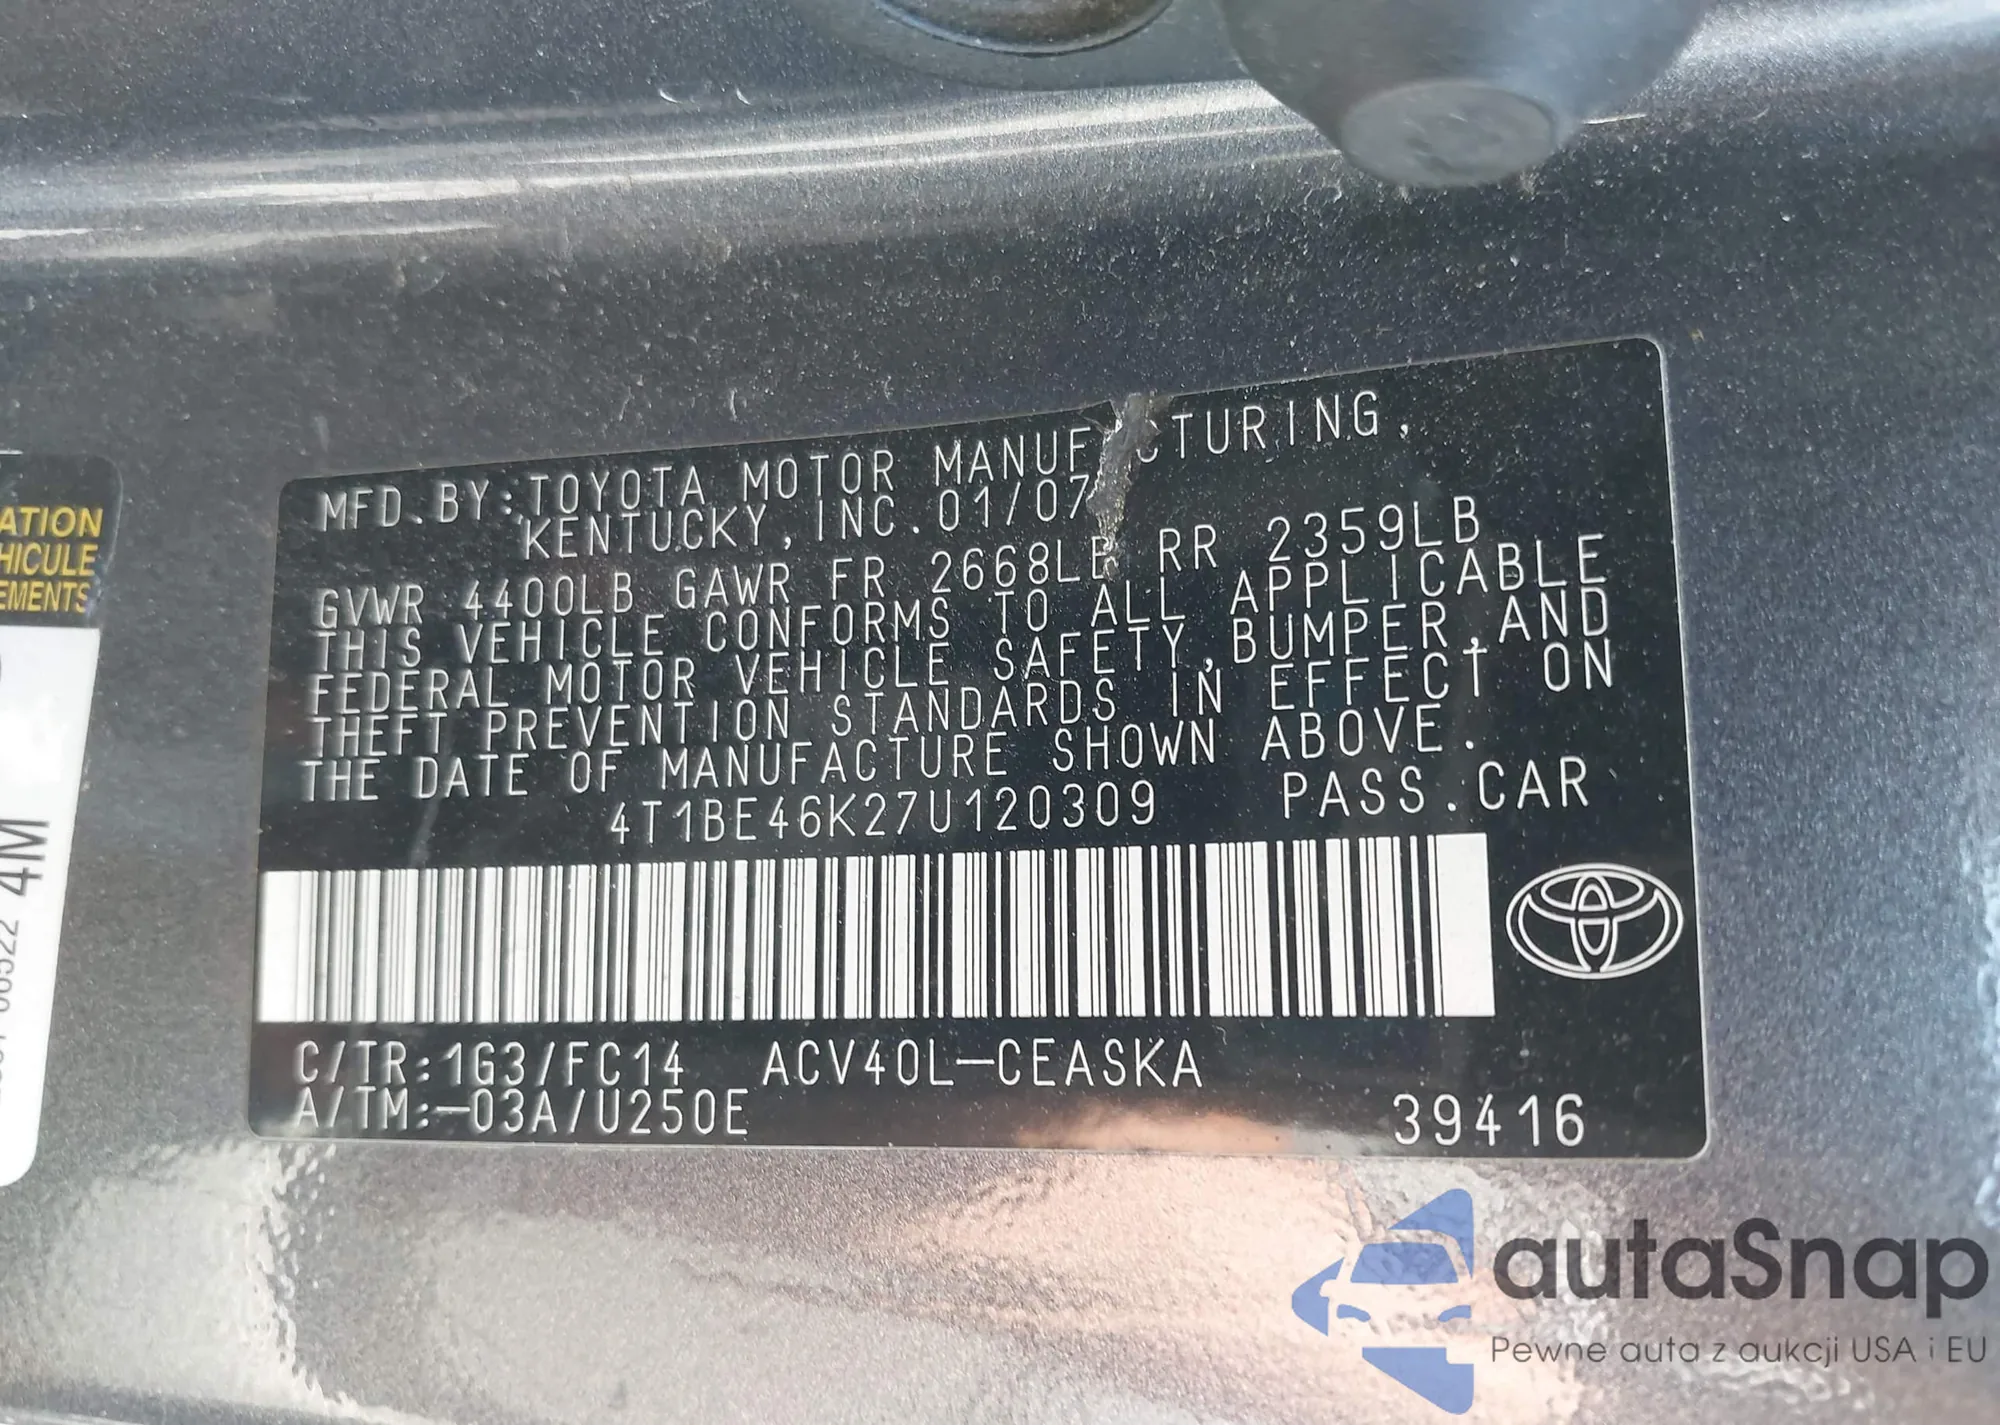 MFD.BY:TOYOTA MOTOR MANUF CTURING,
KENTUCKY, INC. 01/07
GVWR 4400LB GAWR FR 2668LB RR 2359LB
THIS VEHICLE CONFORMS TO ALL APPLICABLE
FEDERAL MOTOR VEHICLE SAFETY,BUMPER,AND
THEFT PREVENTION STANDARDS IN EFFECT ON
THE DATE OF MANUFACTURE SHOWN ABOVE.
4T1BE46K27U120309 PASS.CAR
C/TR:1G3/FC14 ACV40L-CEASKA
A/TM:-03A/U250E
39416
ATION
HICULE
EMENTS
4M
autaSnap
Pewne auta z aukcji USA i EU